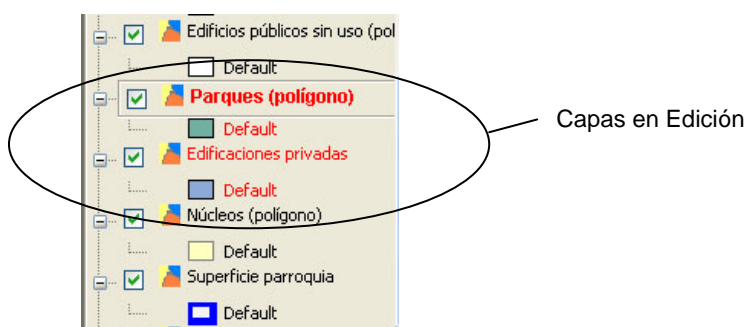 Edificios públicos sin uso (pol
Default
Parques (polígono)
Default
Edificaciones privadas
Default
Núcleos (polígono)
Default
Superficie parroquia
Default
Capas en Edición